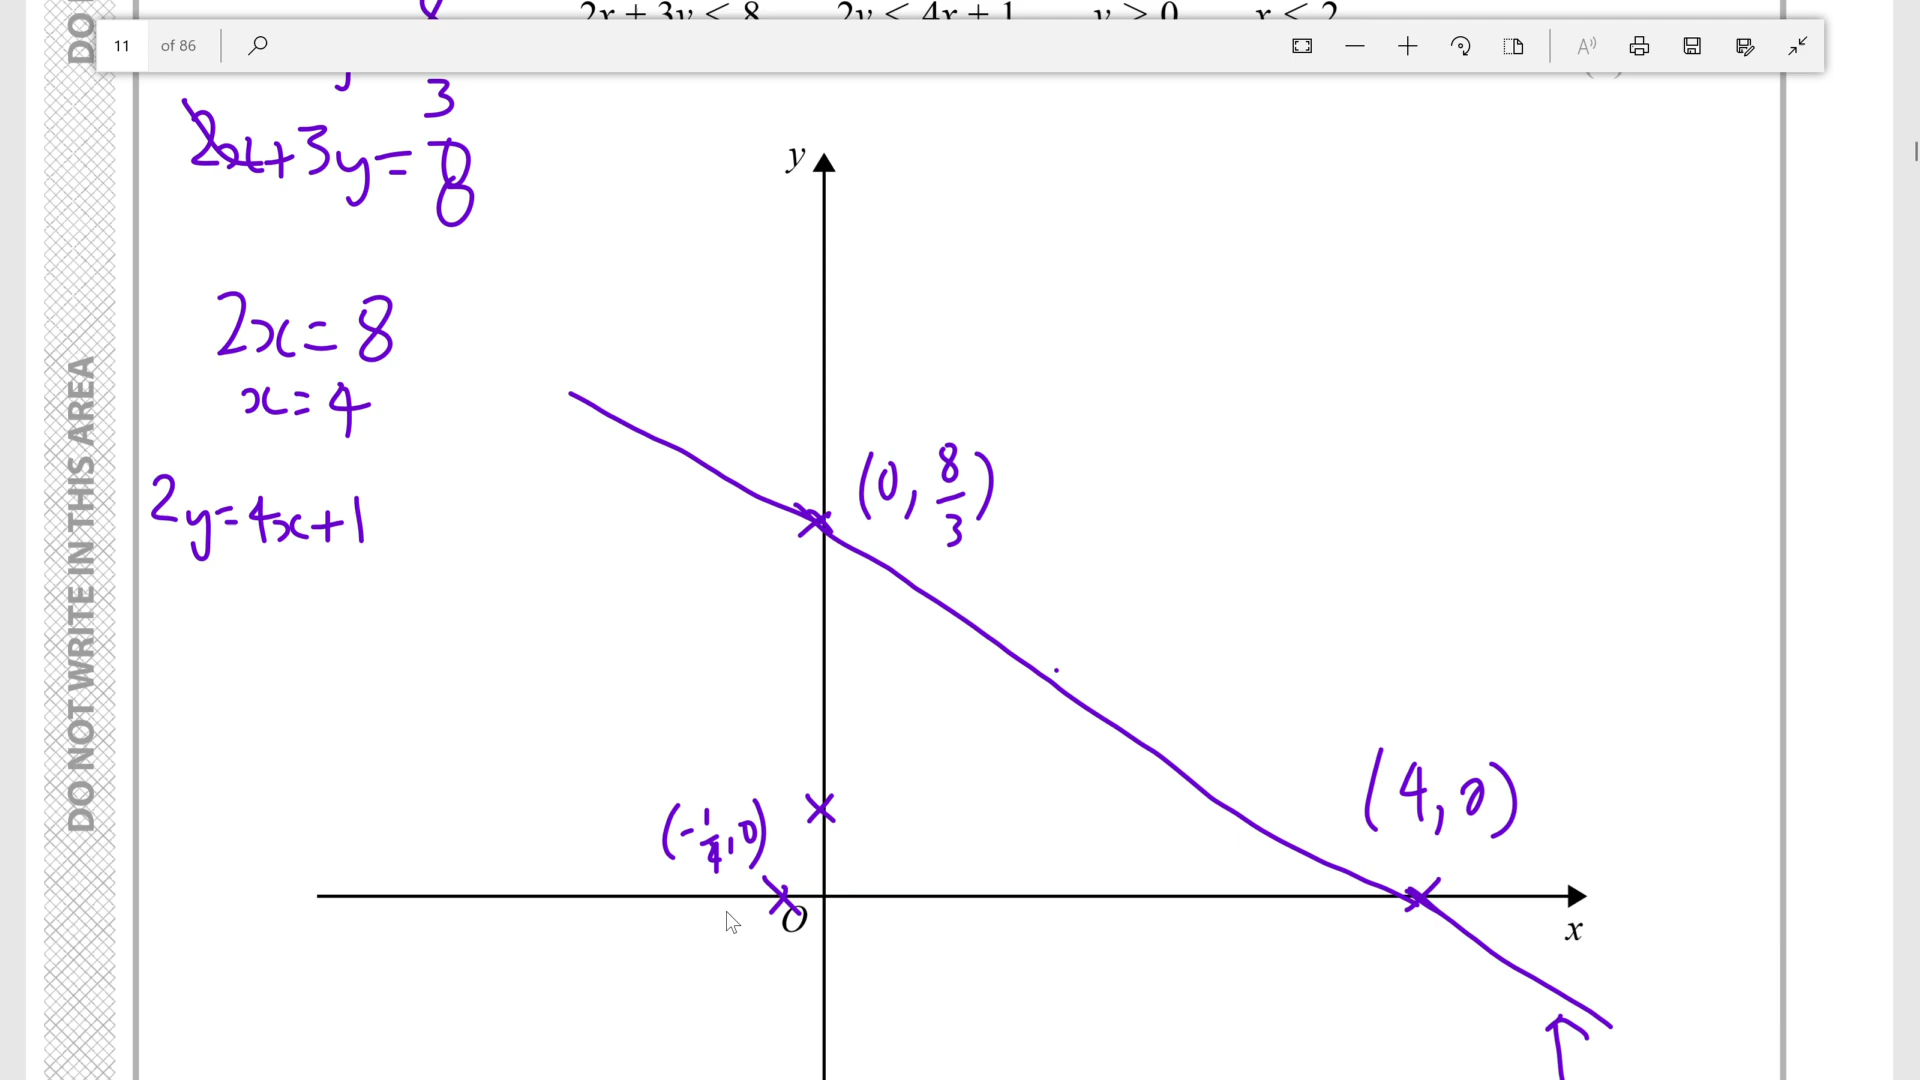 2x + 3y < 8 2y < 4x + 1 y > 0 x < 2
11 of 86
3
2x+3y=8
y
2x=8
x=4
(0, 8/3)
2y=4x+1
(4,0)
(-1/4,0)
O
x
DO NOT WRITE IN THIS AREA